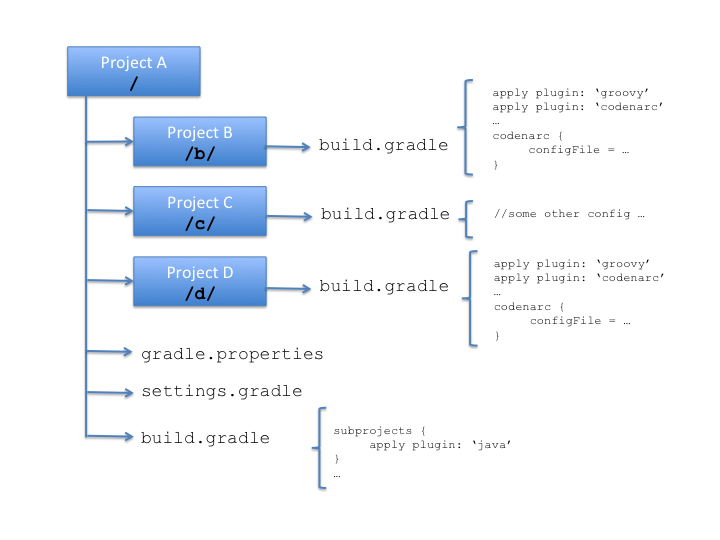 Project A
/
Project B
/b/
build.gradle
apply plugin: ‘groovy’
apply plugin: ‘codenarc’
…
codenarc {
configFile = …
}
Project C
/c/
build.gradle
//some other config …
Project D
/d/
build.gradle
apply plugin: ‘groovy’
apply plugin: ‘codenarc’
…
codenarc {
configFile = …
}
gradle.properties
settings.gradle
build.gradle
subprojects {
apply plugin: ‘java’
}
…